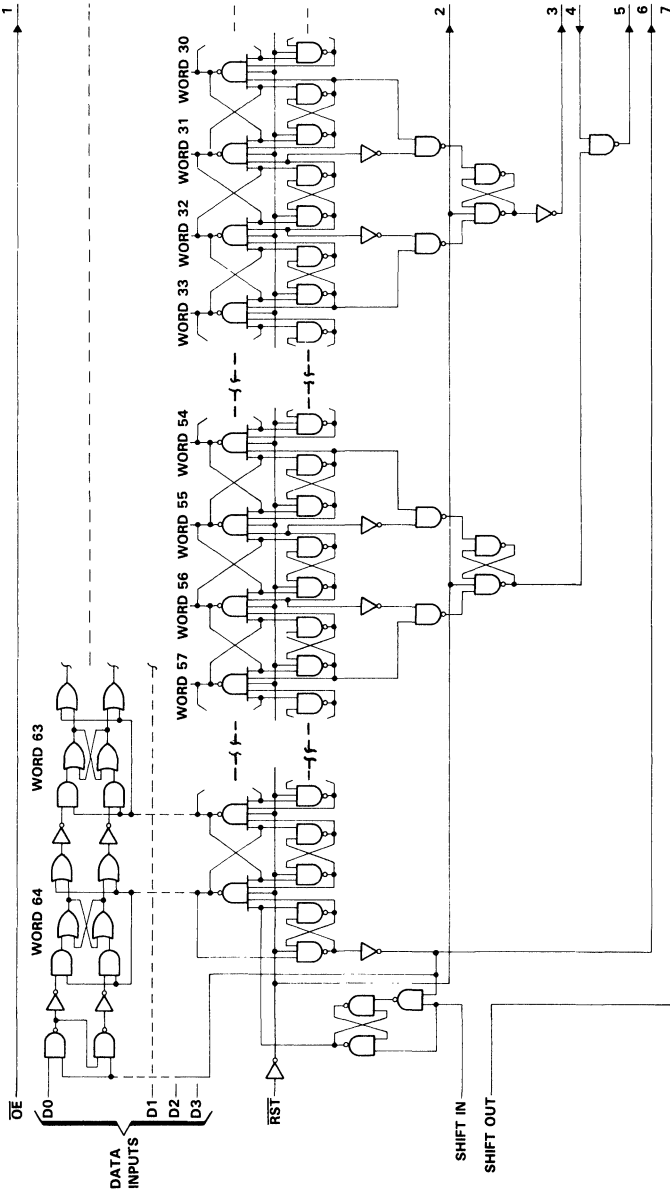 OE
D0
D1
D2
D3
DATA
INPUTS
RST
SHIFT IN
SHIFT OUT
WORD 64
WORD 63
WORD 57
WORD 56
WORD 55
WORD 54
WORD 33
WORD 32
WORD 31
WORD 30
1
2
3
4
5
6
7